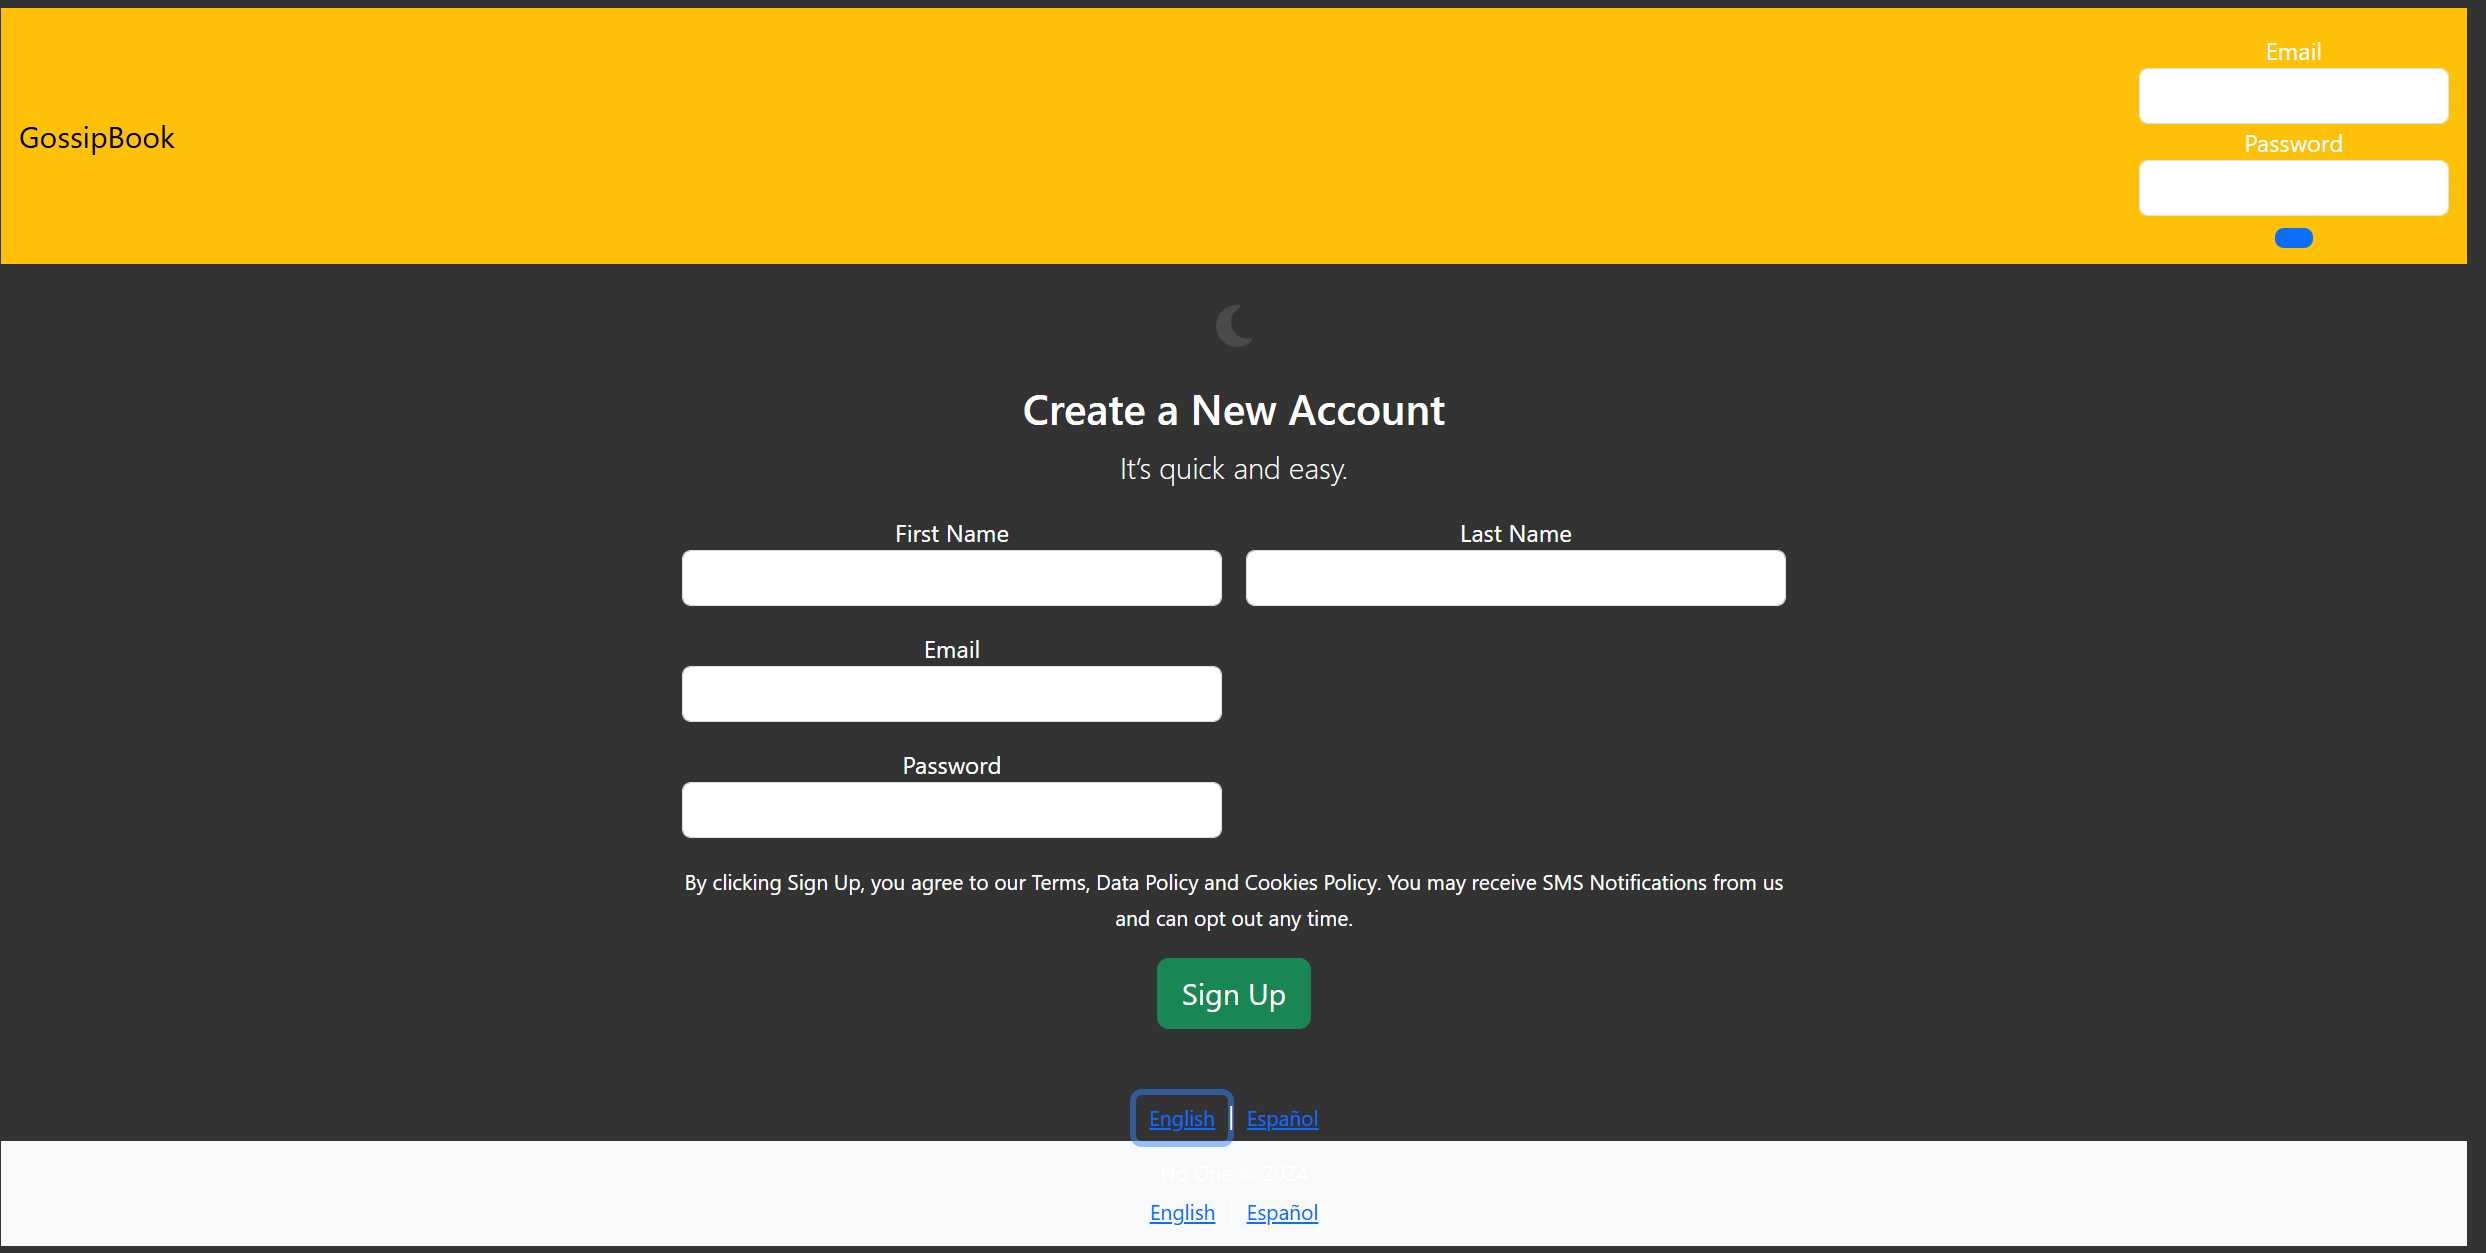 Email
GossipBook
Password
Create a New Account
It's quick and easy.
First Name Last Name
Email
Password
By clicking Sign Up, you agree to our Terms, Data Policy and Cookies Policy. You may receive SMS Notifications from us
and can opt out any time.
Sign Up
English | Español
No One © 2024
English | Español